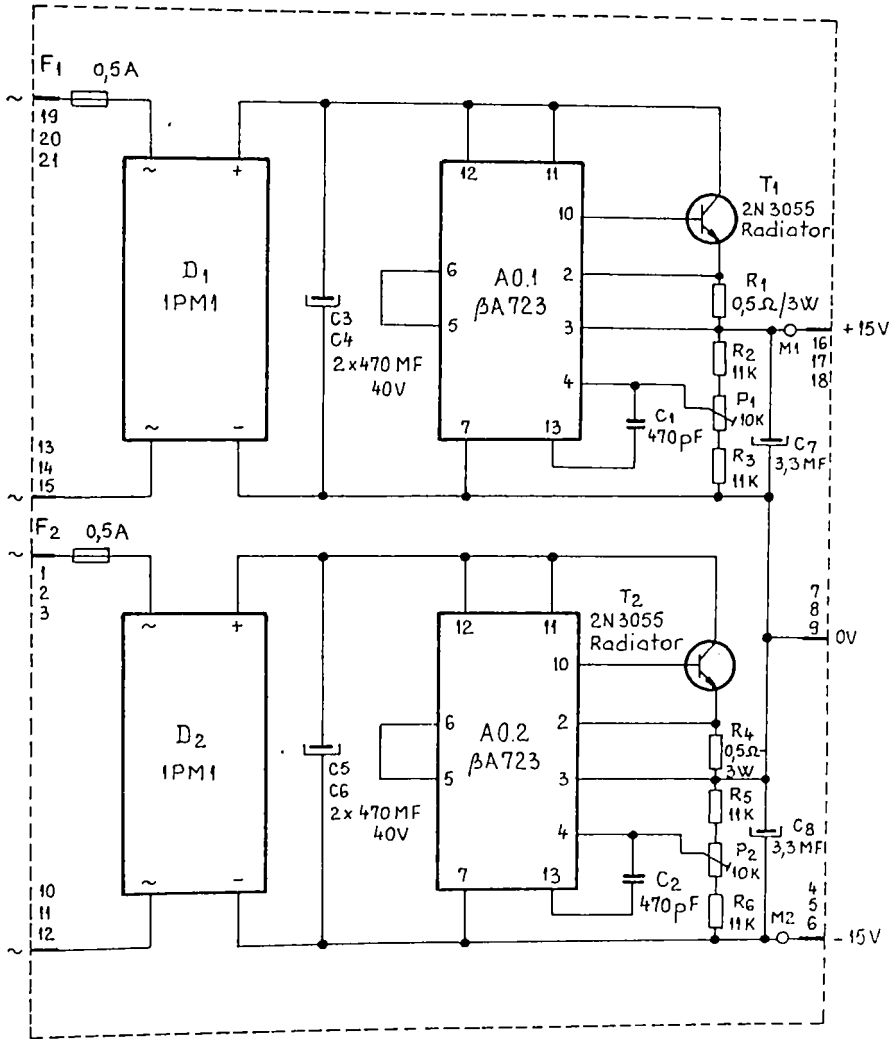 F1 0,5A
~
19
20
21
~ +
D1
1PM1
~ -
13
14
15
~
C3
C4
2×470MF
40V
12 11
10
6 2
A0.1
βA723
5 3
4
7 13
T1
2N3055
Radiator
R1
0,5Ω/3W
M1
+15V
16
17
18
R2
11K
P1
10K
R3
11K
C1
470pF
C7
3,3MF
F2 0,5A
~
1
2
3
~ +
D2
1PM1
~ -
10
11
12
~
C5
C6
2×470MF
40V
12 11
10
6 2
A0.2
βA723
5 3
4
7 13
T2
2N3055
Radiator
7
8
9
0V
R4
0,5Ω
3W
R5
11K
P2
10K
R6
11K
C2
470pF
C8
3,3MF
M2
4
5
6
-15V